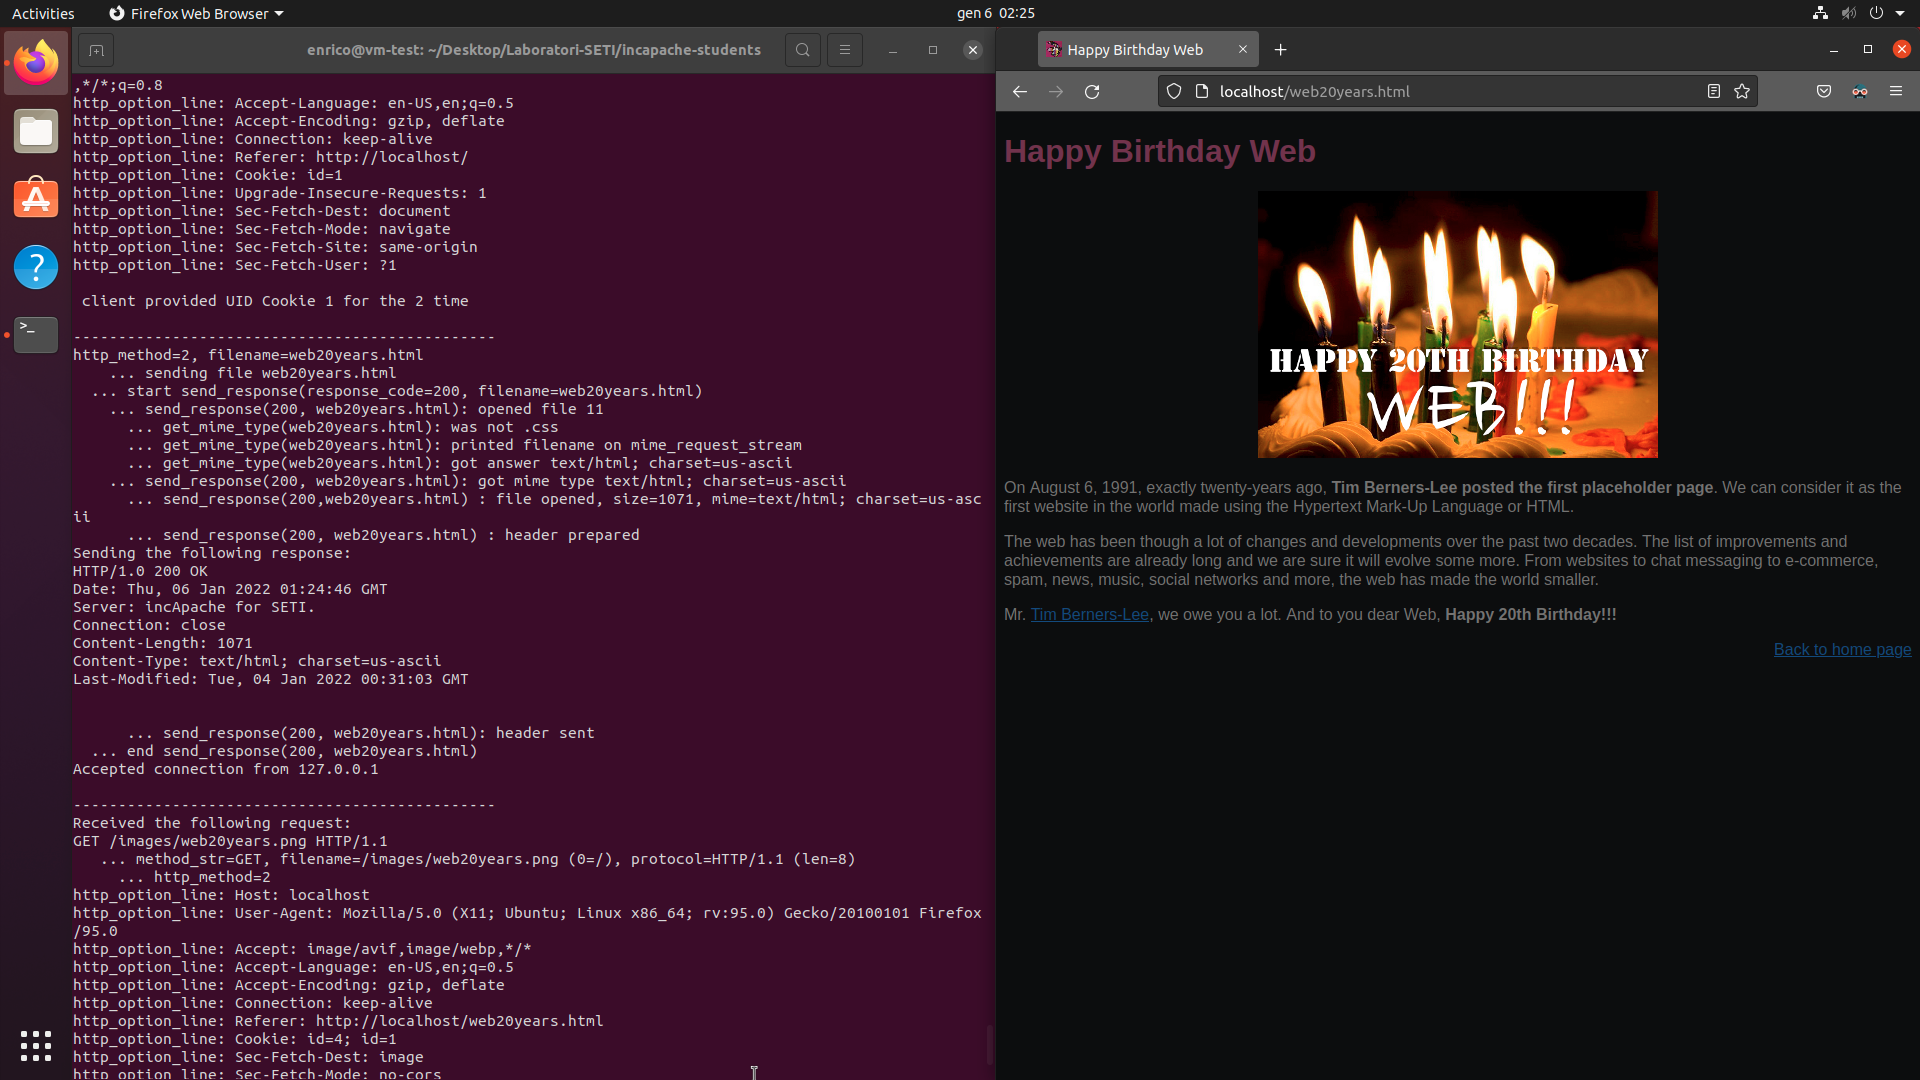 Activities
Firefox Web Browser
gen 6 02:25
enrico@vm-test: ~/Desktop/Laboratori-SETI/incapache-students
,*/*;q=0.8
http_option_line: Accept-Language: en-US,en;q=0.5
http_option_line: Accept-Encoding: gzip, deflate
http_option_line: Connection: keep-alive
http_option_line: Referer: http://localhost/
http_option_line: Cookie: id=1
http_option_line: Upgrade-Insecure-Requests: 1
http_option_line: Sec-Fetch-Dest: document
http_option_line: Sec-Fetch-Mode: navigate
http_option_line: Sec-Fetch-Site: same-origin
http_option_line: Sec-Fetch-User: ?1
client provided UID Cookie 1 for the 2 time
-----------------------------------------------
http_method=2, filename=web20years.html
... sending file web20years.html
... start send_response(response_code=200, filename=web20years.html)
... send_response(200, web20years.html): opened file 11
... get_mime_type(web20years.html): was not .css
... get_mime_type(web20years.html): printed filename on mime_request_stream
... get_mime_type(web20years.html): got answer text/html; charset=us-ascii
... send_response(200, web20years.html): got mime type text/html; charset=us-ascii
... send_response(200,web20years.html) : file opened, size=1071, mime=text/html; charset=us-asc
ii
... send_response(200, web20years.html) : header prepared
Sending the following response:
HTTP/1.0 200 OK
Date: Thu, 06 Jan 2022 01:24:46 GMT
Server: incApache for SETI.
Connection: close
Content-Length: 1071
Content-Type: text/html; charset=us-ascii
Last-Modified: Tue, 04 Jan 2022 00:31:03 GMT
... send_response(200, web20years.html): header sent
... end send_response(200, web20years.html)
Accepted connection from 127.0.0.1
-----------------------------------------------
Received the following request:
GET /images/web20years.png HTTP/1.1
... method_str=GET, filename=/images/web20years.png (0=/), protocol=HTTP/1.1 (len=8)
... http_method=2
http_option_line: Host: localhost
http_option_line: User-Agent: Mozilla/5.0 (X11; Ubuntu; Linux x86_64; rv:95.0) Gecko/20100101 Firefox
/95.0
http_option_line: Accept: image/avif,image/webp,*/*
http_option_line: Accept-Language: en-US,en;q=0.5
http_option_line: Accept-Encoding: gzip, deflate
http_option_line: Connection: keep-alive
http_option_line: Referer: http://localhost/web20years.html
http_option_line: Cookie: id=4; id=1
http_option_line: Sec-Fetch-Dest: image
http_option_line: Sec-Fetch-Mode: no-cors
Happy Birthday Web
localhost/web20years.html
Happy Birthday Web
HAPPY 20TH BIRTHDAY
WEB!!!
On August 6, 1991, exactly twenty-years ago, Tim Berners-Lee posted the first placeholder page. We can consider it as the
first website in the world made using the Hypertext Mark-Up Language or HTML.
The web has been though a lot of changes and developments over the past two decades. The list of improvements and
achievements are already long and we are sure it will evolve some more. From websites to chat messaging to e-commerce,
spam, news, music, social networks and more, the web has made the world smaller.
Mr. Tim Berners-Lee, we owe you a lot. And to you dear Web, Happy 20th Birthday!!!
Back to home page